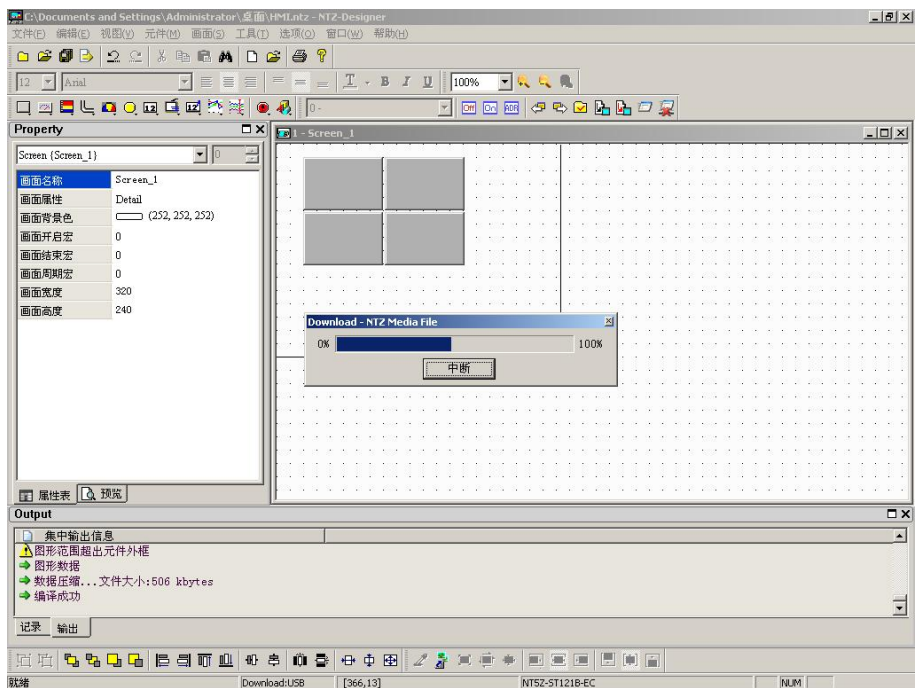 C:\Documents and Settings\Administrator\桌面\HMI.ntz - NTZ-Designer
文件(F) 编辑(E) 视图(V) 元件(M) 画面(S) 工具(T) 选项(O) 窗口(W) 帮助(H)
12 Arial 100%
Property
1 - Screen_1
Screen {Screen_1} 0
画面名称 Screen_1
画面属性 Detail
画面背景色 (252, 252, 252)
画面开启宏 0
画面结束宏 0
画面周期宏 0
画面宽度 320
画面高度 240
Download - NTZ Media File
0% 100%
中断
属性表 预览
Output
集中输出信息
图形范围超出元件外框
图形数据
数据压缩...文件大小:506 kbytes
编译成功
记录 输出
就绪 Download:USB [366,13] NT5Z-ST121B-EC NUM